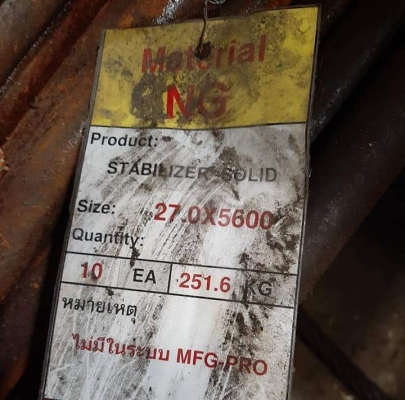 Material
NG
Product:
STABILIZER SOLID
Size: 27.0X5600
Quantity:
10 EA 251.6 KG
หมายเหตุ
ไม่มีในระบบ MFG-PRO